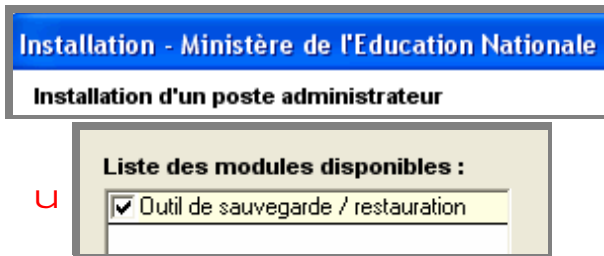 Installation - Ministère de l'Education Nationale
Installation d'un poste administrateur
Liste des modules disponibles :
u
Outil de sauvegarde / restauration